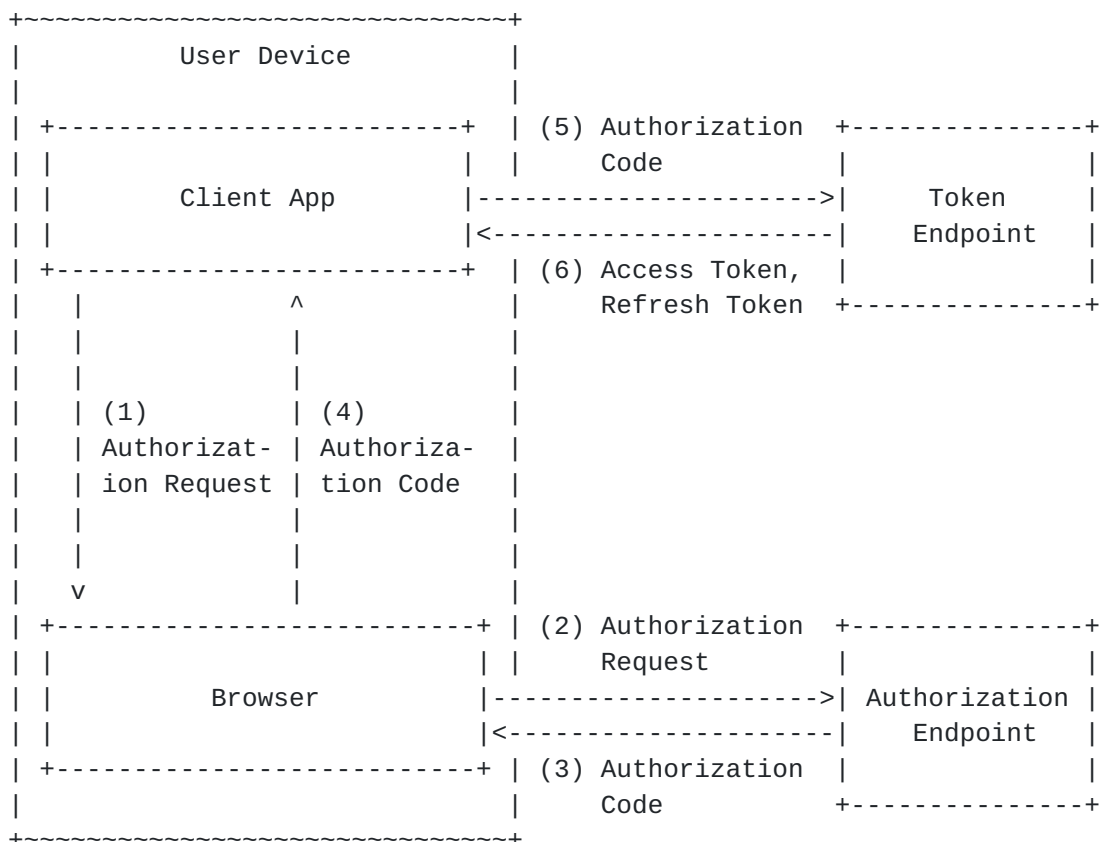 User Device
(5) Authorization
Code
Client App
Token
Endpoint
(6) Access Token,
Refresh Token
(1)
Authorizat-
ion Request
(4)
Authoriza-
tion Code
(2) Authorization
Request
Browser
Authorization
Endpoint
(3) Authorization
Code